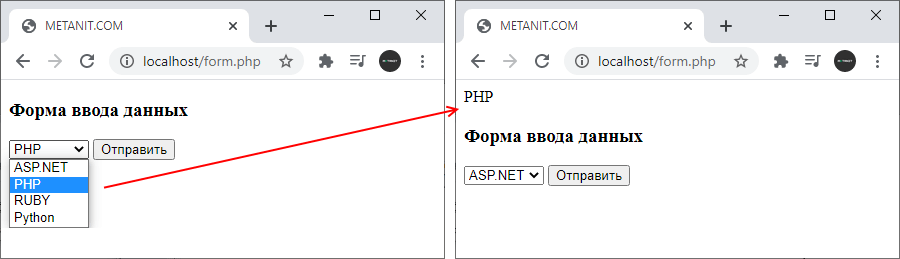 METANIT.COM
localhost/form.php
Форма ввода данных
PHP Отправить
ASP.NET
PHP
RUBY
Python
METANIT.COM
localhost/form.php
PHP
Форма ввода данных
ASP.NET Отправить